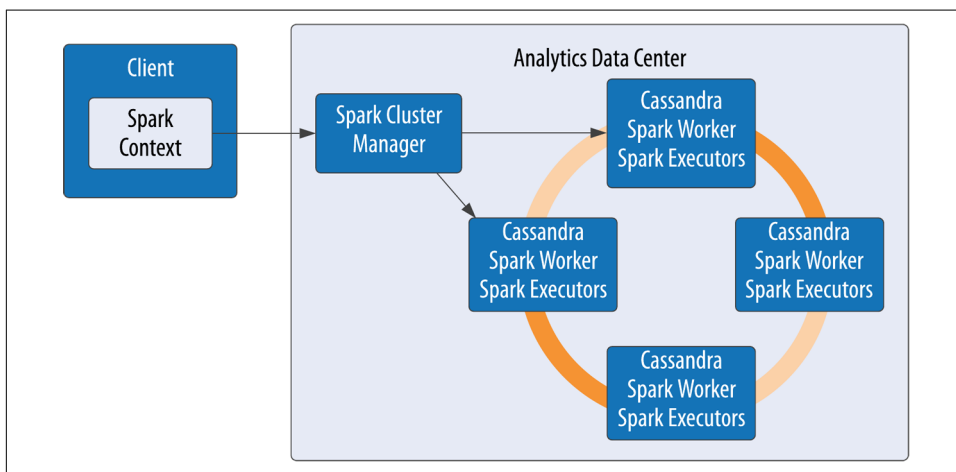 Analytics Data Center
Client
Spark
Context
Spark Cluster
Manager
Cassandra
Spark Worker
Spark Executors
Cassandra
Spark Worker
Spark Executors
Cassandra
Spark Worker
Spark Executors
Cassandra
Spark Worker
Spark Executors